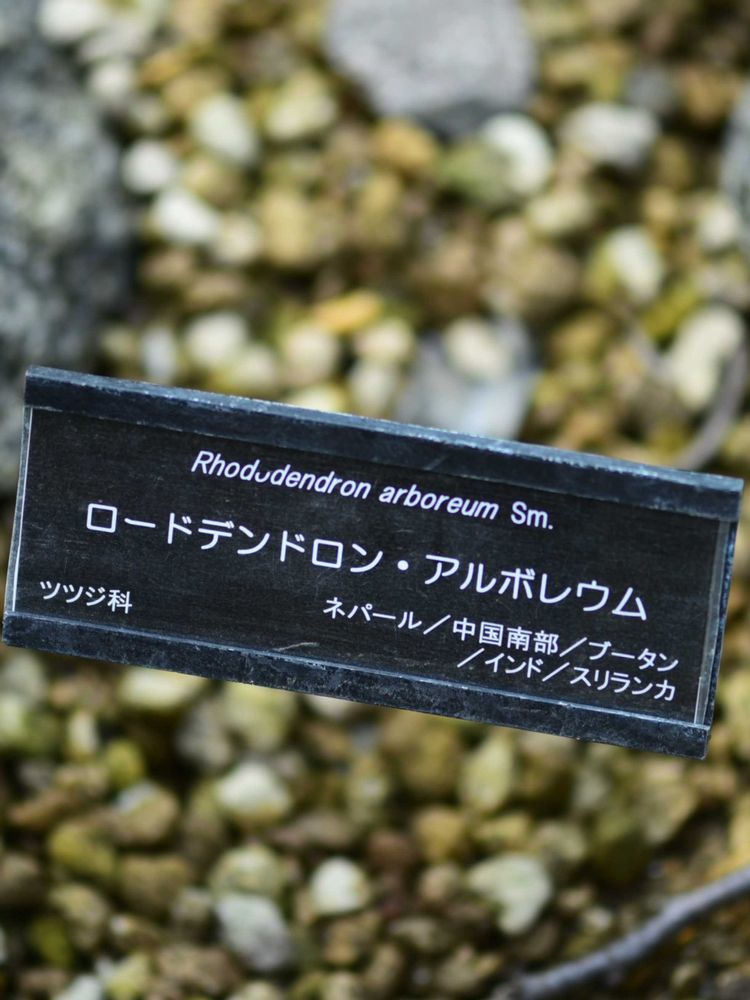 Rhododendron arboreum Sm.
ロードデンドロン・アルボレウム
ツツジ科
ネパール／中国南部／ブータン
／インド／スリランカ